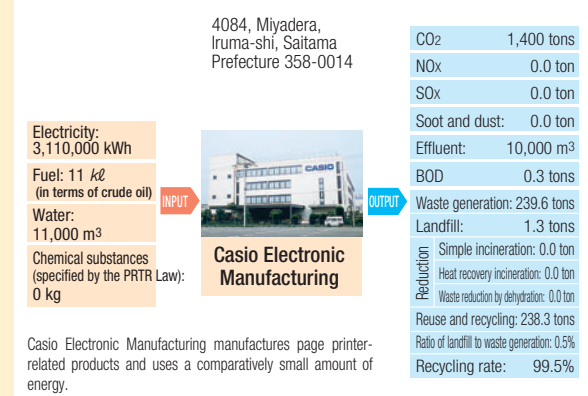 4084, Miyadera,
Iruma-shi, Saitama
Prefecture 358-0014
Electricity:
3,110,000 kWh
Fuel: 11 kℓ
(in terms of crude oil)
Water:
11,000 m³
Chemical substances
(specified by the PRTR Law):
0 kg
INPUT
CASIO
Casio Electronic
Manufacturing
OUTPUT
CO₂ 1,400 tons
NOx 0.0 ton
SOx 0.0 ton
Soot and dust: 0.0 ton
Effluent: 10,000 m³
BOD 0.3 tons
Waste generation: 239.6 tons
Landfill: 1.3 tons
Reduction
Simple incineration: 0.0 ton
Heat recovery incineration: 0.0 ton
Waste reduction by dehydration: 0.0 ton
Reuse and recycling: 238.3 tons
Ratio of landfill to waste generation: 0.5%
Recycling rate: 99.5%
Casio Electronic Manufacturing manufactures page printer-
related products and uses a comparatively small amount of
energy.